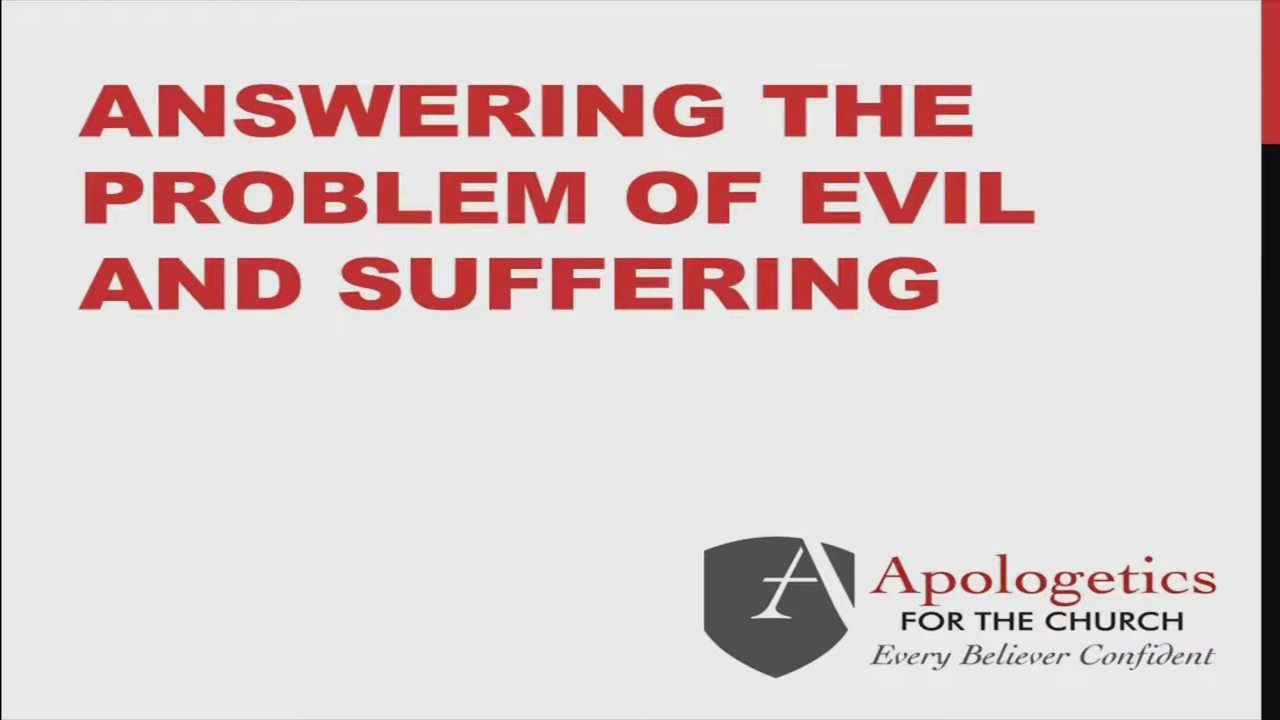 ANSWERING THE
PROBLEM OF EVIL
AND SUFFERING
A
Apologetics
FOR THE CHURCH
Every Believer Confident